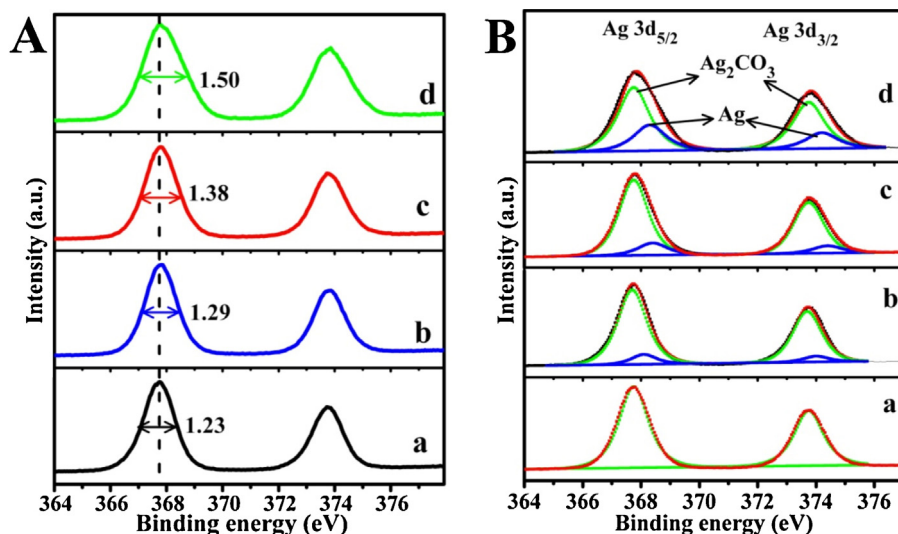 A
1.50
d
1.38
c
1.29
b
1.23
a
364 366 368 370 372 374 376
Binding energy (eV)
Intensity (a.u.)
B
Ag 3d5/2 Ag 3d3/2
Ag2CO3
Ag
d
c
b
a
364 366 368 370 372 374 376
Binding energy (eV)
Intensity (a.u.)